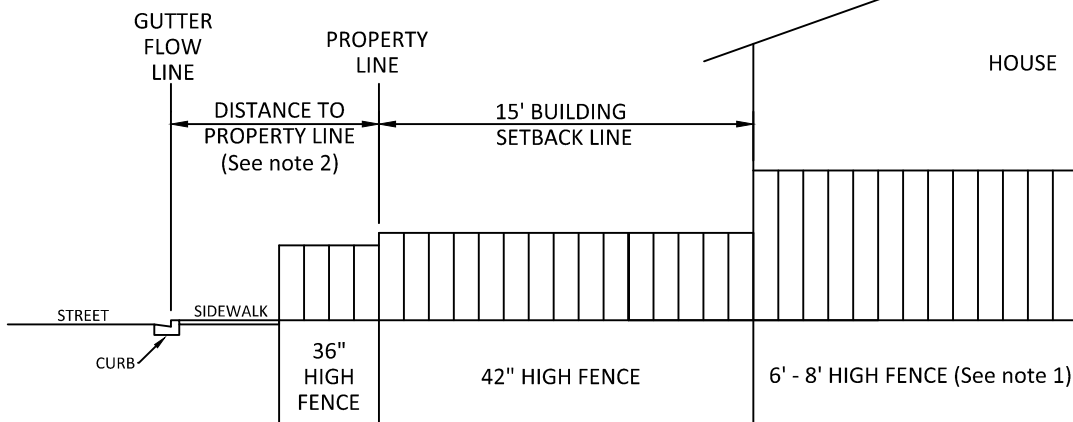 GUTTER
FLOW
LINE
PROPERTY
LINE
HOUSE
DISTANCE TO
PROPERTY LINE
(See note 2)
15' BUILDING
SETBACK LINE
STREET
SIDEWALK
CURB
36"
HIGH
FENCE
42" HIGH FENCE
6' - 8' HIGH FENCE (See note 1)